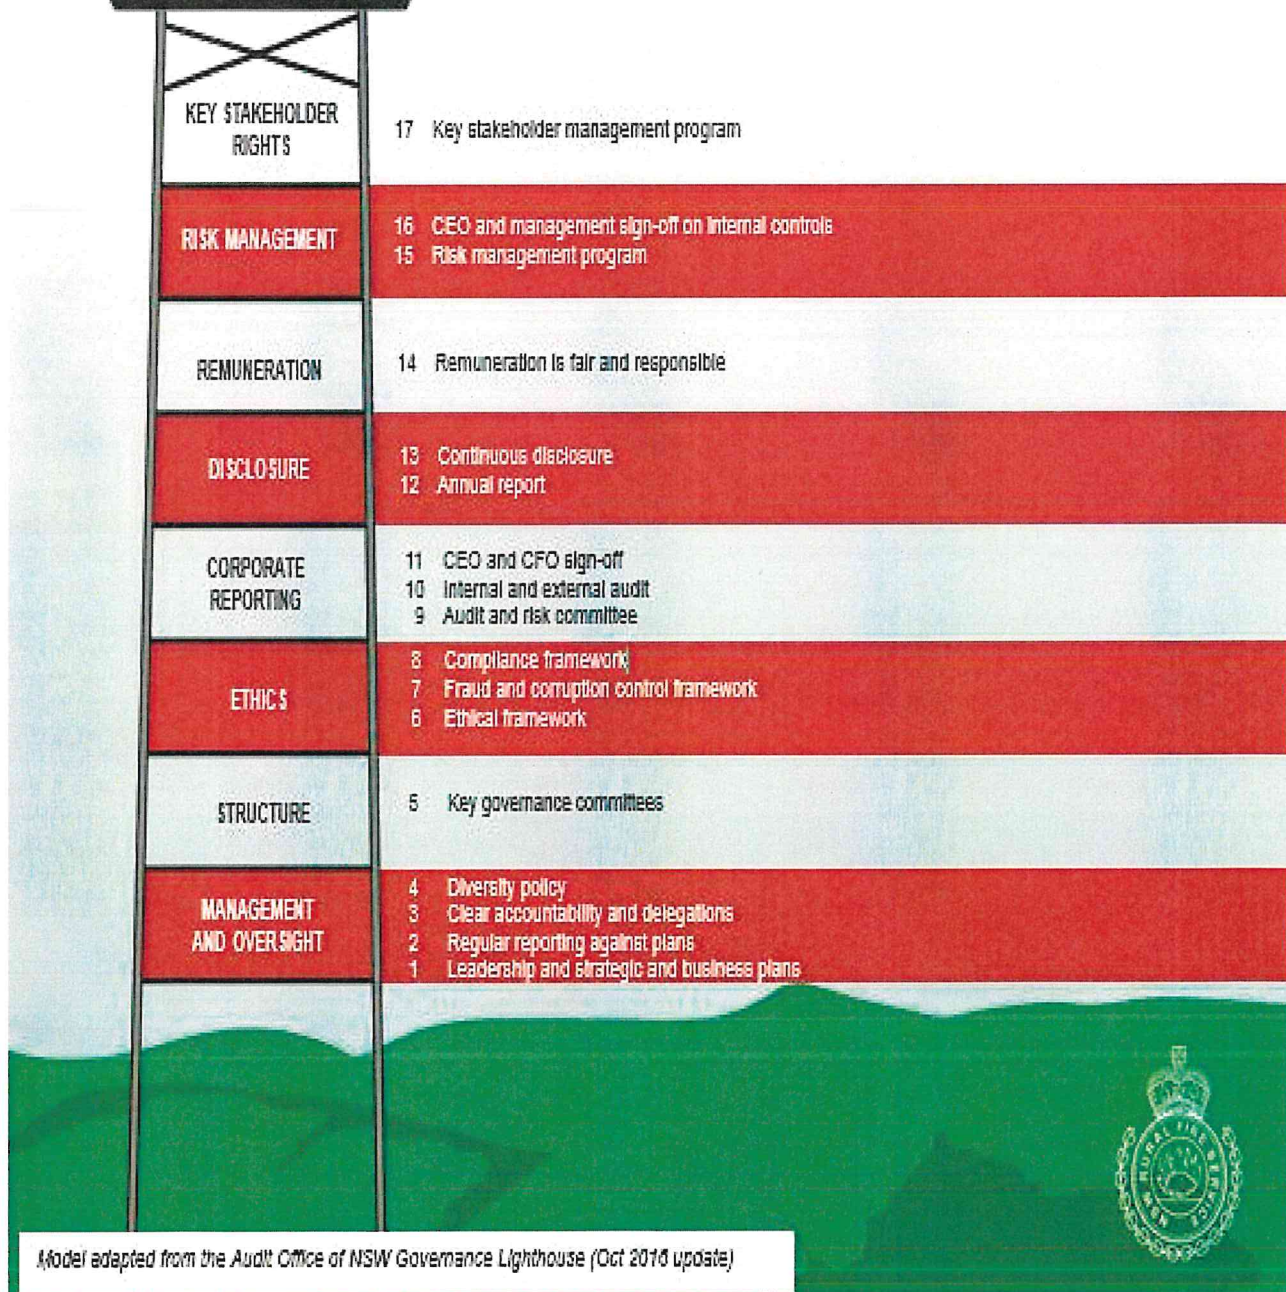 KEY STAKEHOLDER
RIGHTS
17 Key stakeholder management program
RISK MANAGEMENT
16 CEO and management sign-off on internal controls
15 Risk management program
REMUNERATION
14 Remuneration is fair and responsible
DISCLOSURE
13 Continuous disclosure
12 Annual report
CORPORATE
REPORTING
11 CEO and CFO sign-off
10 Internal and external audit
9 Audit and risk committee
ETHICS
8 Compliance framework
7 Fraud and corruption control framework
6 Ethical framework
STRUCTURE
5 Key governance committees
MANAGEMENT
AND OVERSIGHT
4 Diversity policy
3 Clear accountability and delegations
2 Regular reporting against plans
1 Leadership and strategic and business plans
NSW RURAL FIRE SERVICE
Model adapted from the Audit Office of NSW Governance Lighthouse (Oct 2016 update)